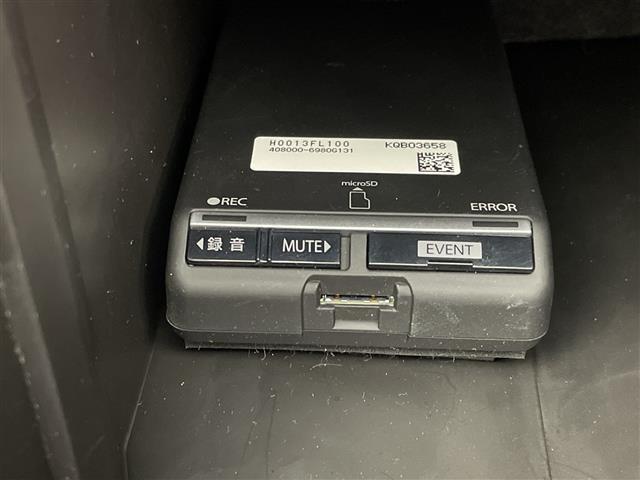 H0013FL100 KQB03658
408000-6980G131
microSD
●REC ERROR
◀録音 MUTE▶ EVENT